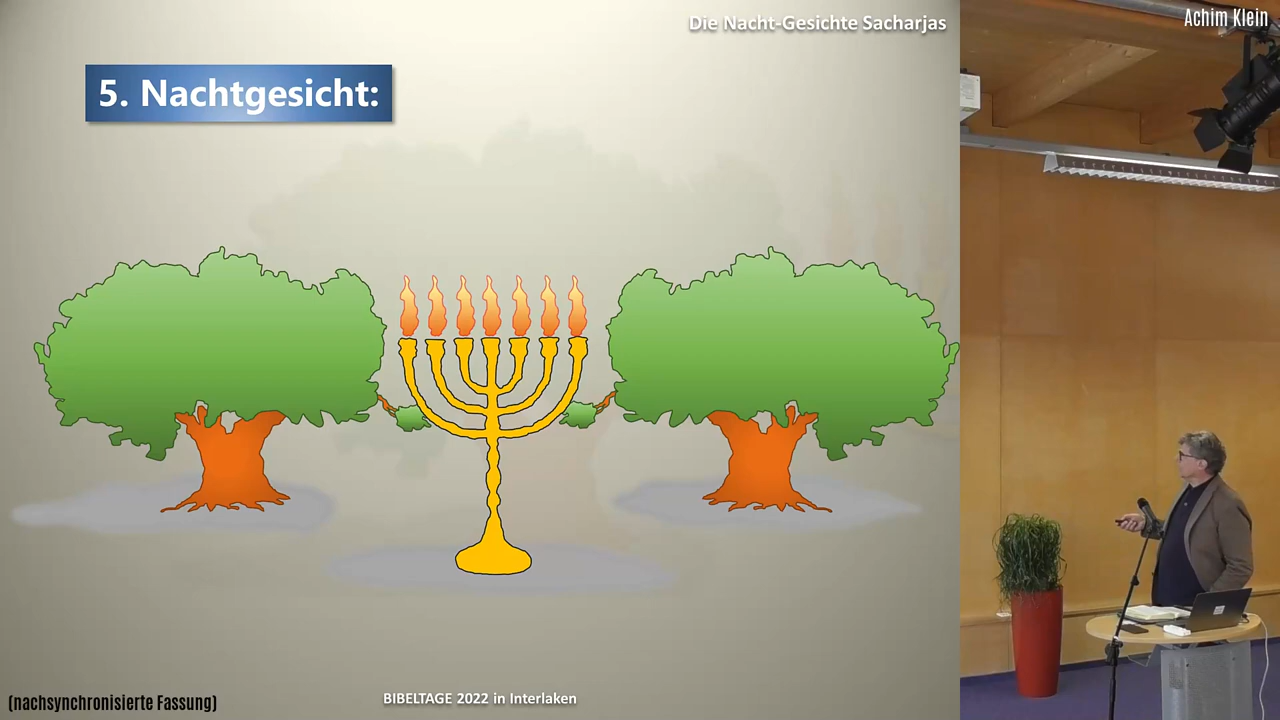 Die Nacht-Gesichte Sacharjas
Achim Klein
5. Nachtgesicht:
(nachsynchronisierte Fassung)
BIBELTAGE 2022 in Interlaken